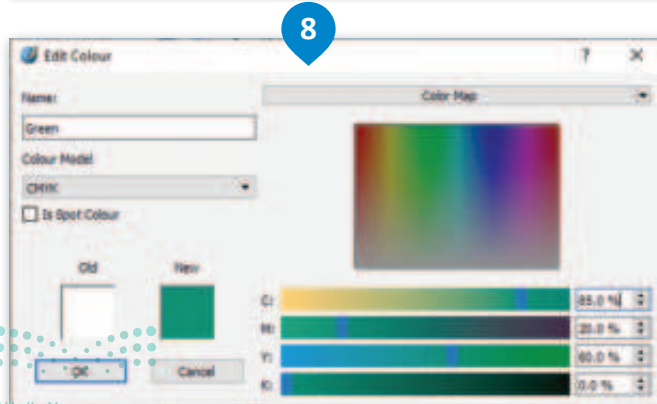 8
Edit Colour
?
Name:
Color Map
Green
Colour Model
CMYK
Is Spot Colour
Old New
C: 85.0 %
M: 20.0 %
Y: 60.0 %
K: 0.0 %
OK Cancel